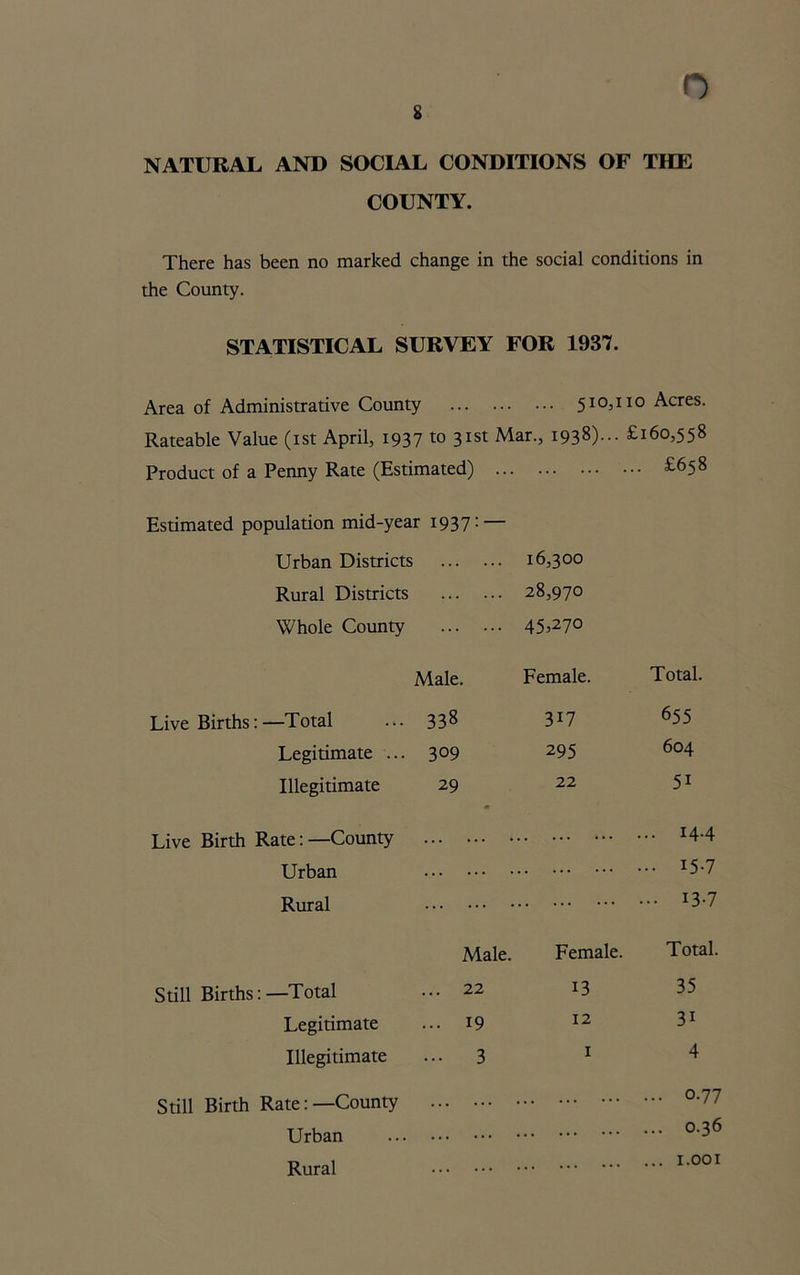 8
NATURAL AND SOCIAL CONDITIONS OF THE
COUNTY.
There has been no marked change in the social conditions in
the County.
STATISTICAL SURVEY FOR 1937.
Area of Administrative County ... ... ... 510,110 Acres.
Rateable Value (1st April, 1937 to 31st Mar., 1938)... £160,558
Product of a Penny Rate (Estimated) ... ... ... ... ... £658
Estimated population mid-year 1937:—
Urban Districts ... ... 16,300
Rural Districts ... ... 28,970
Whole County ... ... 45,270
Male. Female. Total.
Live Births:—Total ... 338 317 655
Legitimate ... 309 295 604
Illegitimate 29 22 51
Live Birth Rate:—County ... ... ... ... ... ... ... 14.4
Urban ... ... ... ... ... ... ... 15.7
Rural ... ... ... ... ... ... ... 13.7
Male. Female. Total.
Still Births:—Total ... 22 13 35
Legitimate ... 19 12 31
Illegitimate ... 3 1 4
Still Birth Rate:—County ... ... ... ... ... ... ... 0.77
Urban ... ... ... ... ... ... ... ... 0.36
Rural ... ... ... ... ... ... ... 1.001